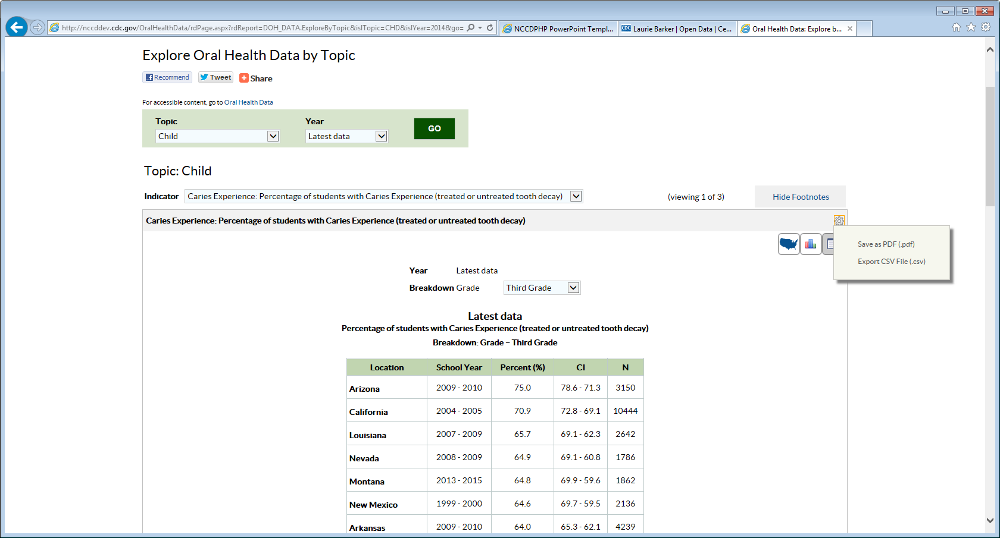 http://nccddev.cdc.gov/OralHealthData/rdPage.aspx?rdReport=DOH_DATA.ExploreByTopic&islTopic=CHD&islYear=2014&go=
NCCDPHP PowerPoint Templ...
CDC Laurie Barker | Open Data | Ce...
Oral Health Data: Explore b...
Explore Oral Health Data by Topic
Recommend Tweet Share
For accessible content, go to Oral Health Data
Topic Year
Child Latest data GO
Topic: Child
Indicator Caries Experience: Percentage of students with Caries Experience (treated or untreated tooth decay) (viewing 1 of 3) Hide Footnotes
Caries Experience: Percentage of students with Caries Experience (treated or untreated tooth decay)
Save as PDF (.pdf)
Export CSV File (.csv)
Year Latest data
Breakdown Grade Third Grade
Latest data
Percentage of students with Caries Experience (treated or untreated tooth decay)
Breakdown: Grade – Third Grade
Location School Year Percent (%) CI N
Arizona 2009 - 2010 75.0 78.6 - 71.3 3150
California 2004 - 2005 70.9 72.8 - 69.1 10444
Louisiana 2007 - 2009 65.7 69.1 - 62.3 2642
Nevada 2008 - 2009 64.9 69.1 - 60.8 1786
Montana 2013 - 2015 64.8 69.9 - 59.6 1862
New Mexico 1999 - 2000 64.6 69.7 - 59.5 2136
Arkansas 2009 - 2010 64.0 65.3 - 62.1 4239